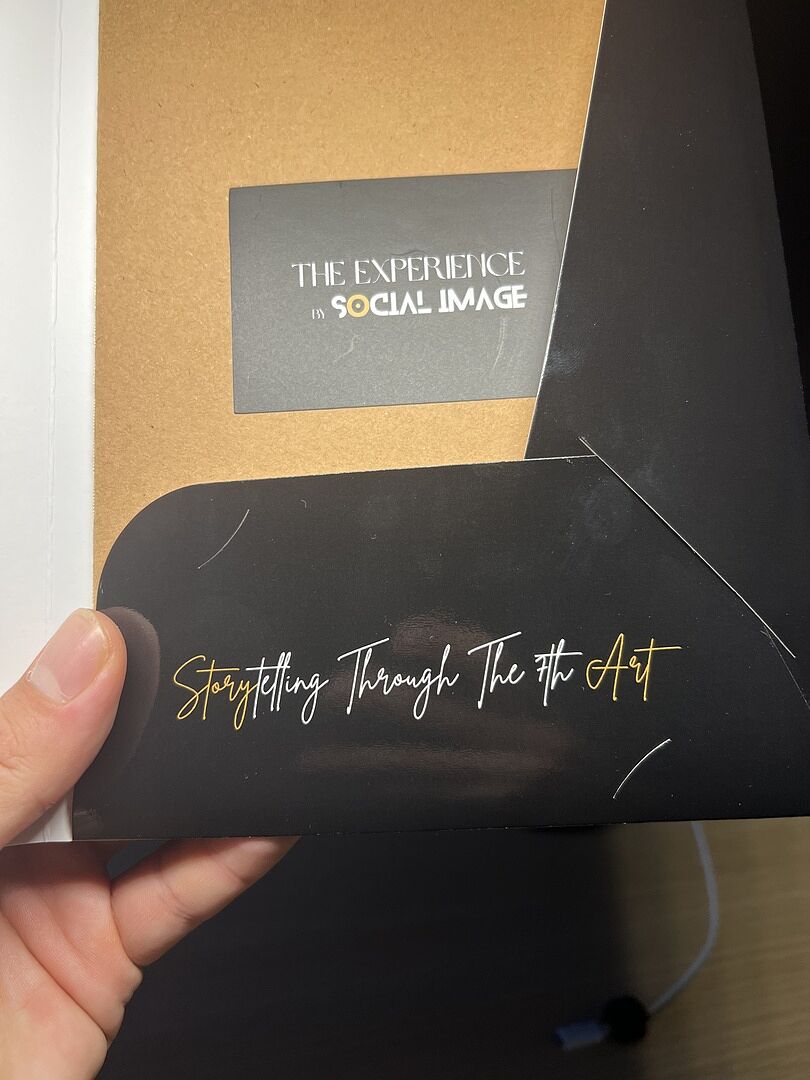 THE EXPERIENCE
BY SOCIAL IMAGE
Storytelling Through The 7th Art